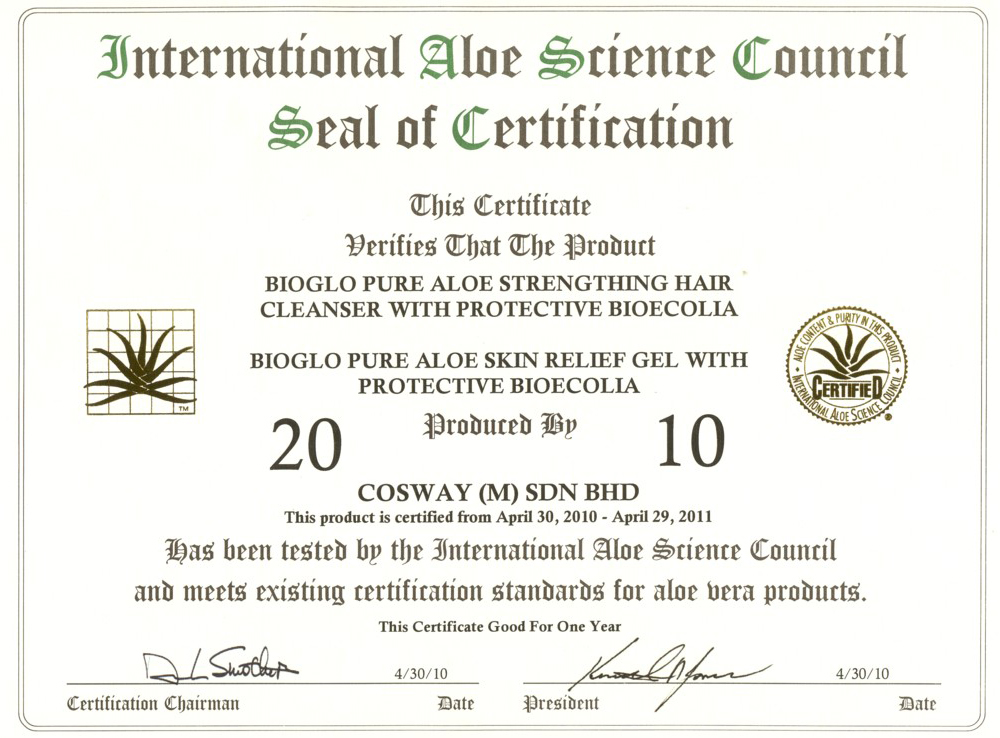 International Aloe Science Council
Seal of Certification
This Certificate
Verifies That The Product
BIOGLO PURE ALOE STRENGTHING HAIR
CLEANSER WITH PROTECTIVE BIOECOLIA
BIOGLO PURE ALOE SKIN RELIEF GEL WITH
PROTECTIVE BIOECOLIA
TM
ALOE CONTENT & PURITY IN THIS PRODUCT
CERTIFIED
INTERNATIONAL ALOE SCIENCE COUNCIL
20 Produced By 10
COSWAY (M) SDN BHD
This product is certified from April 30, 2010 - April 29, 2011
Has been tested by the International Aloe Science Council
and meets existing certification standards for aloe vera products.
This Certificate Good For One Year
4/30/10 4/30/10
Certification Chairman Date President Date